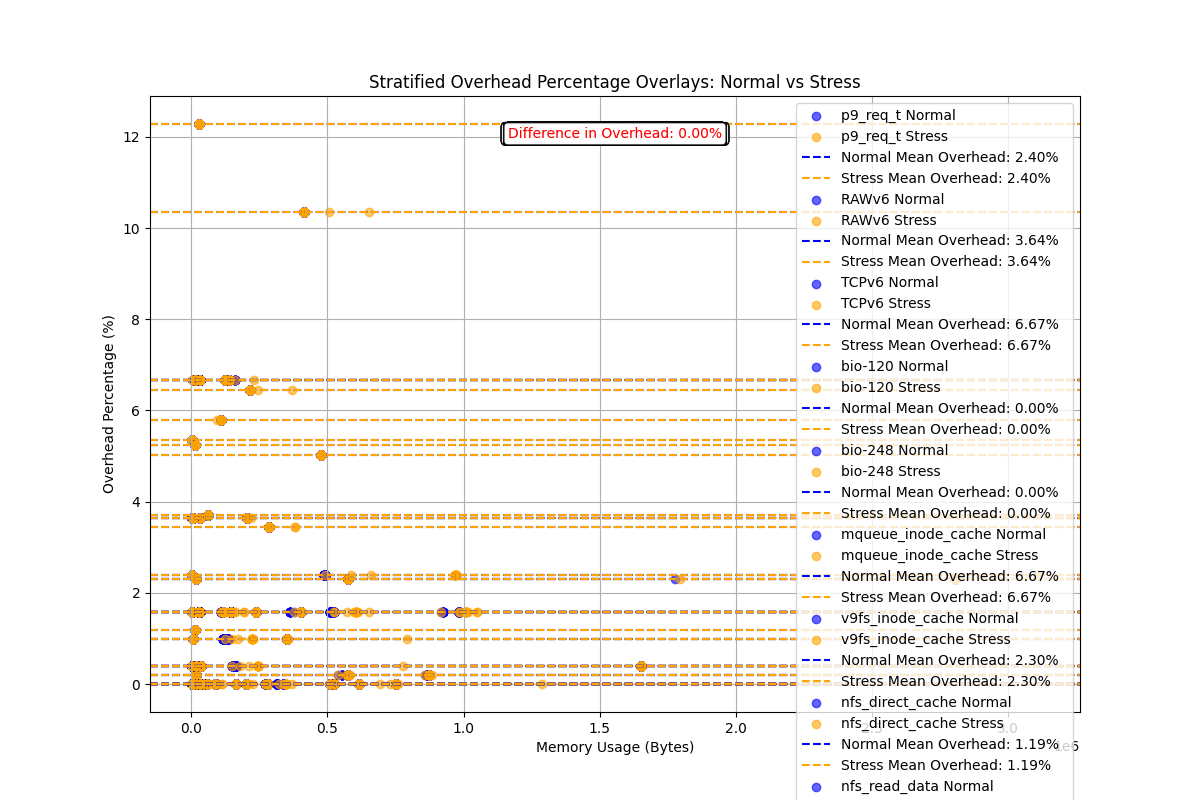 Stratified Overhead Percentage Overlays: Normal vs Stress
Difference in Overhead: 0.00%
Overhead Percentage (%)
12
10
8
6
4
2
0
0.0
0.5
1.0
1.5
2.0
2.5
3.0
1e6
Memory Usage (Bytes)
p9_req_t Normal
p9_req_t Stress
Normal Mean Overhead: 2.40%
Stress Mean Overhead: 2.40%
RAWv6 Normal
RAWv6 Stress
Normal Mean Overhead: 3.64%
Stress Mean Overhead: 3.64%
TCPv6 Normal
TCPv6 Stress
Normal Mean Overhead: 6.67%
Stress Mean Overhead: 6.67%
bio-120 Normal
bio-120 Stress
Normal Mean Overhead: 0.00%
Stress Mean Overhead: 0.00%
bio-248 Normal
bio-248 Stress
Normal Mean Overhead: 0.00%
Stress Mean Overhead: 0.00%
mqueue_inode_cache Normal
mqueue_inode_cache Stress
Normal Mean Overhead: 6.67%
Stress Mean Overhead: 6.67%
v9fs_inode_cache Normal
v9fs_inode_cache Stress
Normal Mean Overhead: 2.30%
Stress Mean Overhead: 2.30%
nfs_direct_cache Normal
nfs_direct_cache Stress
Normal Mean Overhead: 1.19%
Stress Mean Overhead: 1.19%
nfs_read_data Normal